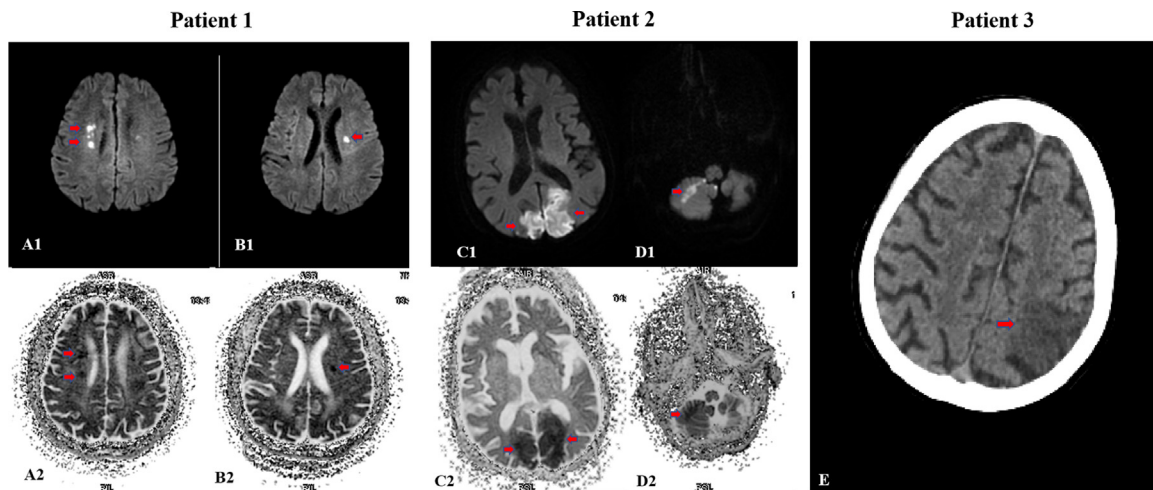 Patient 1
Patient 2
Patient 3
A1
B1
C1
D1
A2
B2
C2
D2
E